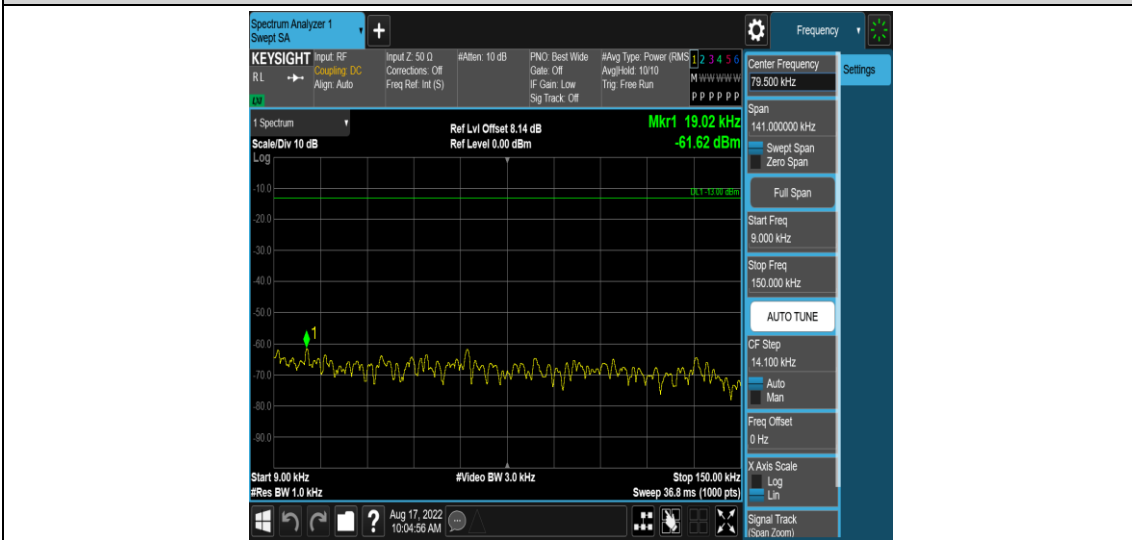 Spectrum Analyzer 1
Swept SA
+
Frequency
KEYSIGHT
RL
LXI
Input: RF
Coupling: DC
Align: Auto
Input Z: 50 Ω
Corrections: Off
Freq Ref: Int (S)
#Atten: 10 dB
PNO: Best Wide
Gate: Off
IF Gain: Low
Sig Track: Off
#Avg Type: Power (RMS
Avg|Hold: 10/10
Trig: Free Run
1 2 3 4 5 6
M W W W W W
P P P P P P
1 Spectrum
Scale/Div 10 dB
Log
Ref Lvl Offset 8.14 dB
Ref Level 0.00 dBm
Mkr1 19.02 kHz
-61.62 dBm
DL1 -13.00 dBm
-10.0
-20.0
-30.0
-40.0
-50.0
-60.0
-70.0
-80.0
-90.0
1
Start 9.00 kHz
#Res BW 1.0 kHz
#Video BW 3.0 kHz
Stop 150.00 kHz
Sweep 36.8 ms (1000 pts)
Center Frequency
79.500 kHz
Settings
Span
141.000000 kHz
Swept Span
Zero Span
Full Span
Start Freq
9.000 kHz
Stop Freq
150.000 kHz
AUTO TUNE
CF Step
14.100 kHz
Auto
Man
Freq Offset
0 Hz
X Axis Scale
Log
Lin
Signal Track
(Span Zoom)
?
Aug 17, 2022
10:04:56 AM